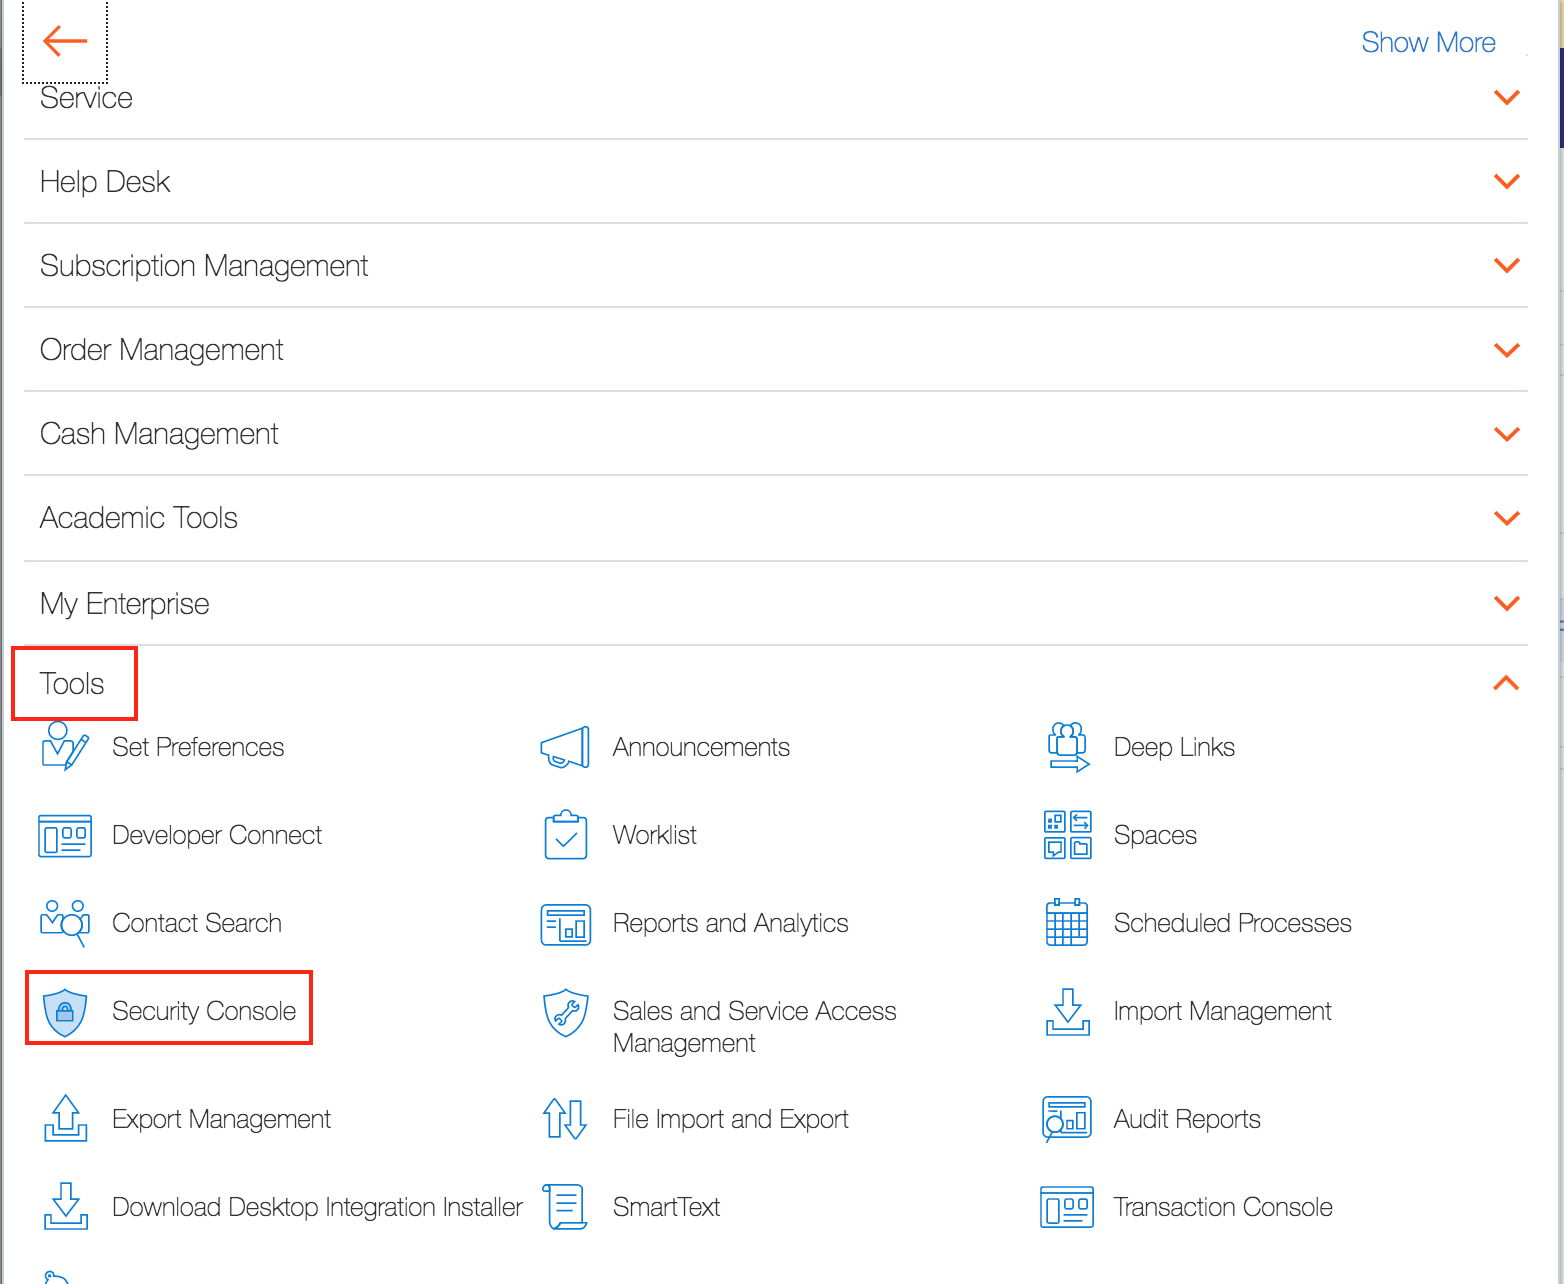 Show More
Service
Help Desk
Subscription Management
Order Management
Cash Management
Academic Tools
My Enterprise
Tools
Set Preferences
Announcements
Deep Links
Developer Connect
Worklist
Spaces
Contact Search
Reports and Analytics
Scheduled Processes
Security Console
Sales and Service Access
Management
Import Management
Export Management
File Import and Export
Audit Reports
Download Desktop Integration Installer
SmartText
Transaction Console